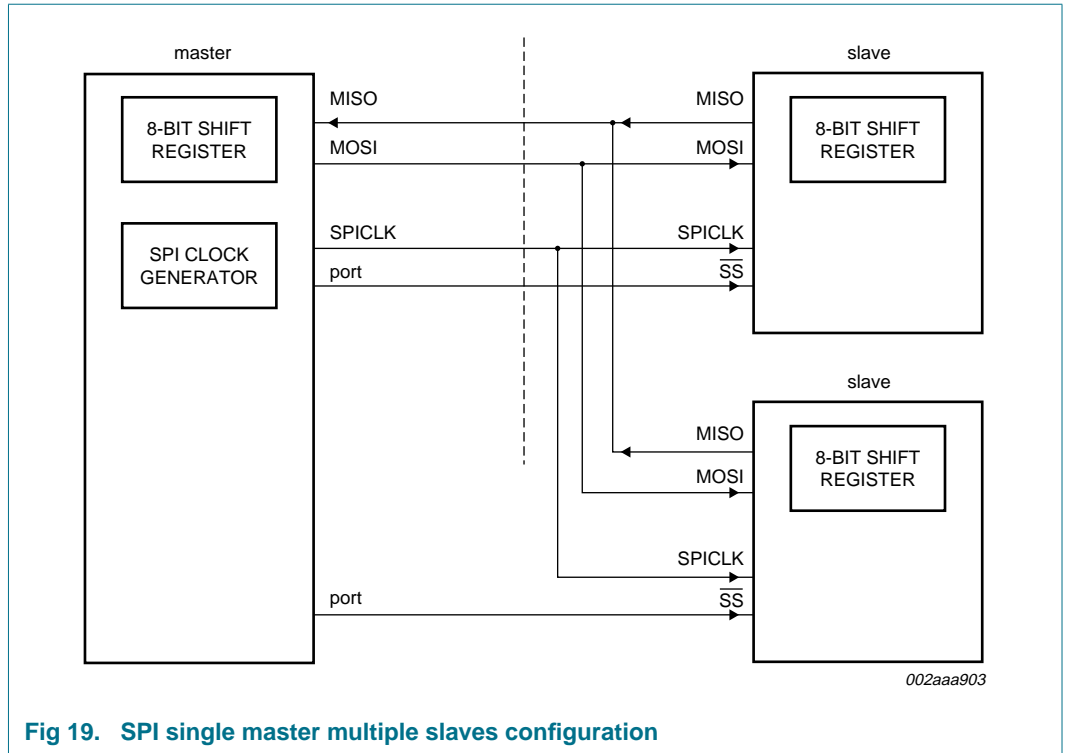 master
slave
8-BIT SHIFT
REGISTER
SPI CLOCK
GENERATOR
MISO
MOSI
SPICLK
port
port
MISO
MOSI
SPICLK
SS
8-BIT SHIFT
REGISTER
slave
MISO
MOSI
SPICLK
SS
8-BIT SHIFT
REGISTER
002aaa903
Fig 19. SPI single master multiple slaves configuration